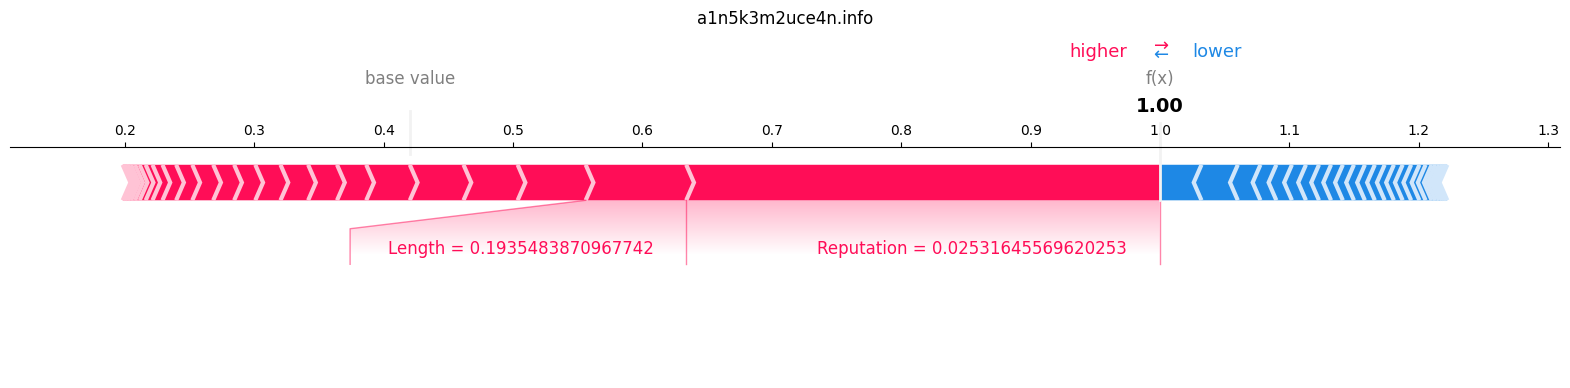 a1n5k3m2uce4n.info
higher ⇄ lower
base value f(x)
1.00
0.2 0.3 0.4 0.5 0.6 0.7 0.8 0.9 1.0 1.1 1.2 1.3
Length = 0.1935483870967742 Reputation = 0.02531645569620253